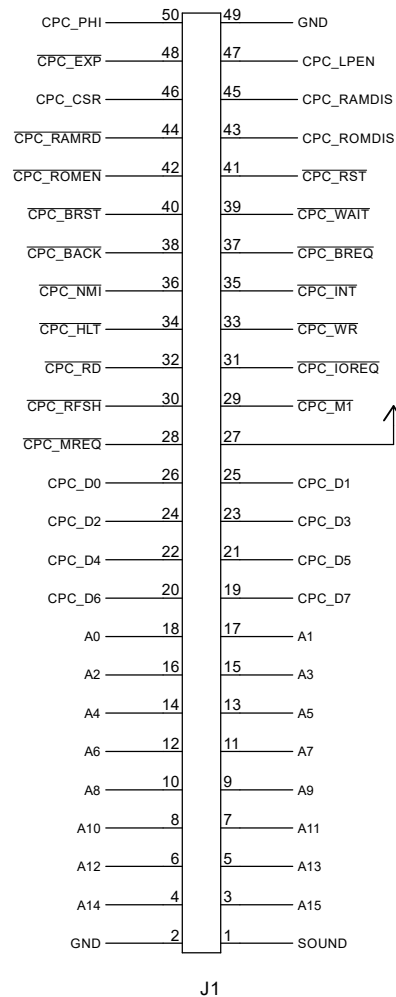 CPC_PHI 50 49 GND
CPC_EXP 48 47 CPC_LPEN
CPC_CSR 46 45 CPC_RAMDIS
CPC_RAMRD 44 43 CPC_ROMDIS
CPC_ROMEN 42 41 CPC_RST
CPC_BRST 40 39 CPC_WAIT
CPC_BACK 38 37 CPC_BREQ
CPC_NMI 36 35 CPC_INT
CPC_HLT 34 33 CPC_WR
CPC_RD 32 31 CPC_IOREQ
CPC_RFSH 30 29 CPC_M1
CPC_MREQ 28 27
CPC_D0 26 25 CPC_D1
CPC_D2 24 23 CPC_D3
CPC_D4 22 21 CPC_D5
CPC_D6 20 19 CPC_D7
A0 18 17 A1
A2 16 15 A3
A4 14 13 A5
A6 12 11 A7
A8 10 9 A9
A10 8 7 A11
A12 6 5 A13
A14 4 3 A15
GND 2 1 SOUND
J1